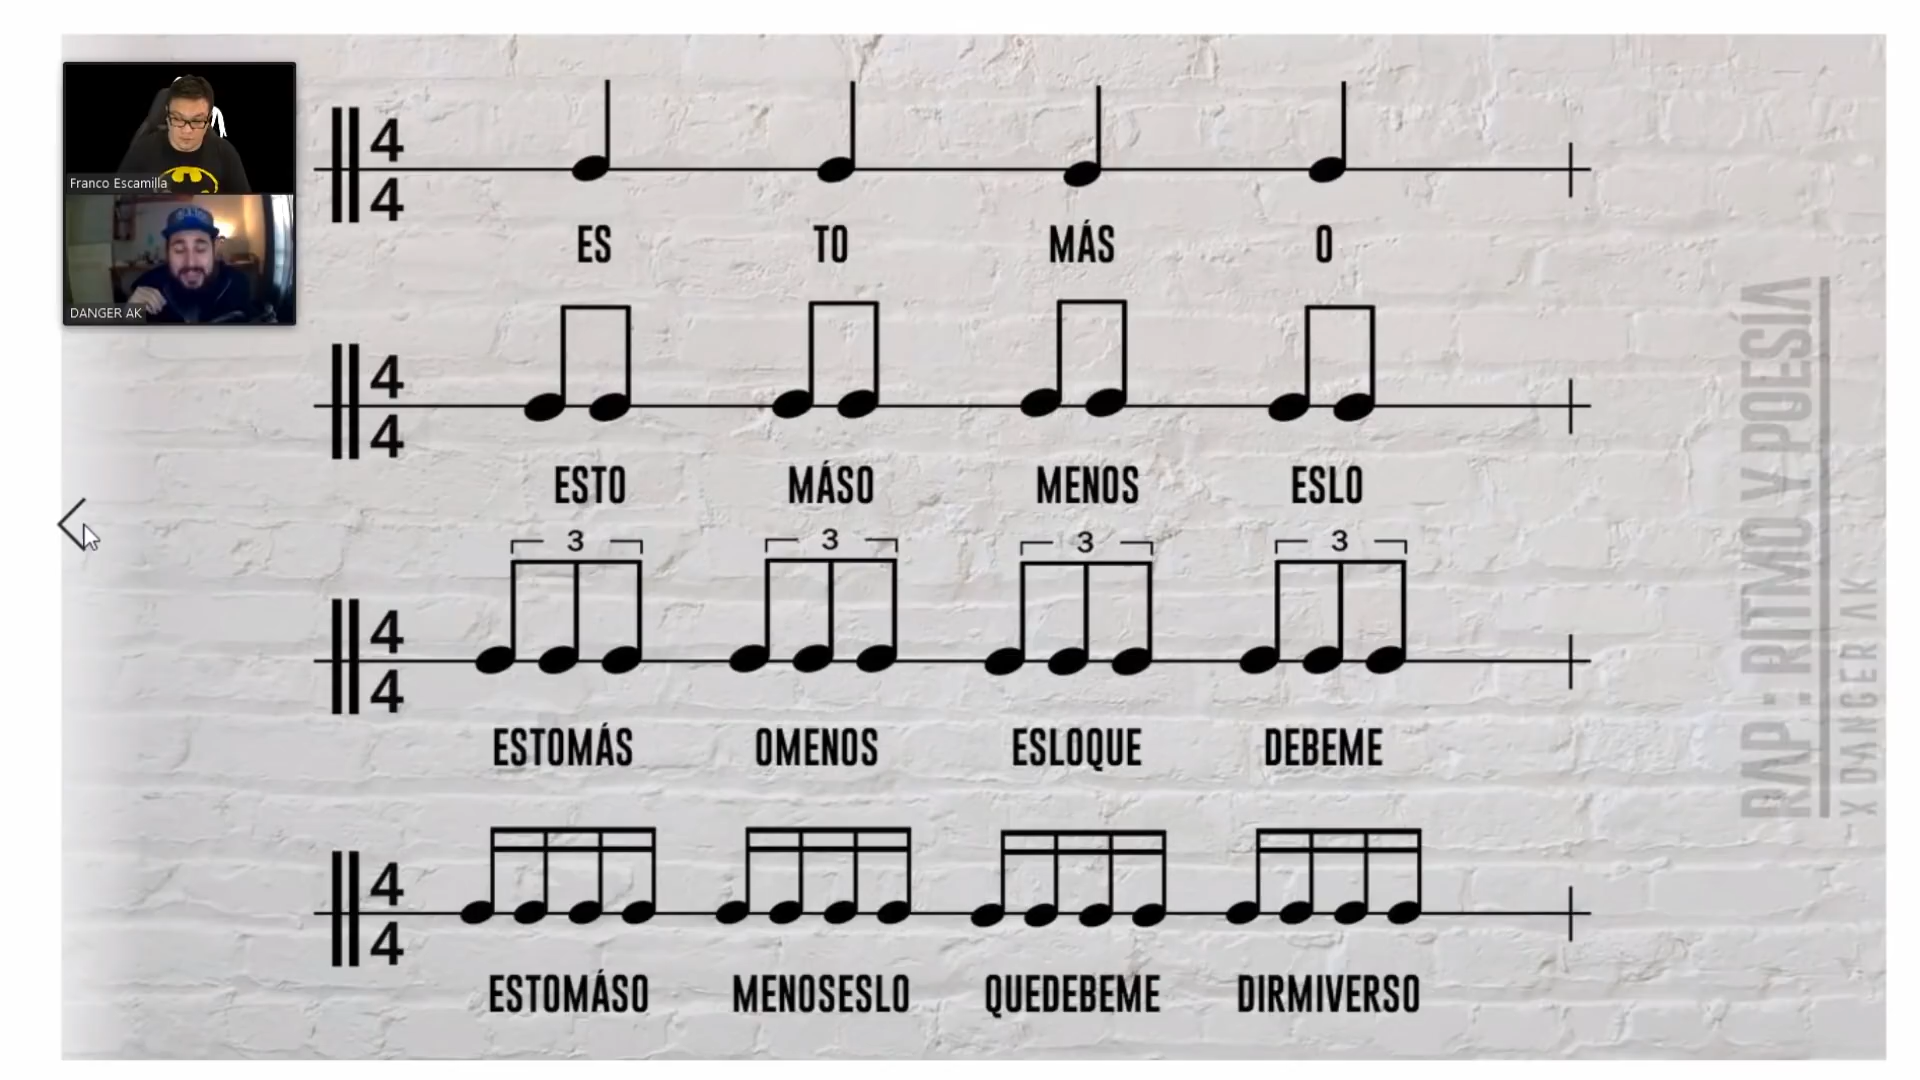 Franco Escamilla
DANGER AK
4
4
ES TO MÁS O
4
4
ESTO MÁSO MENOS ESLO
3 3 3 3
4
4
ESTOMÁS OMENOS ESLOQUE DEBEME
4
4
ESTOMÁSO MENOSESLO QUEDEBEME DIRMIVERSO
RAP : RITMO Y POESÍA
- X DANGER AK